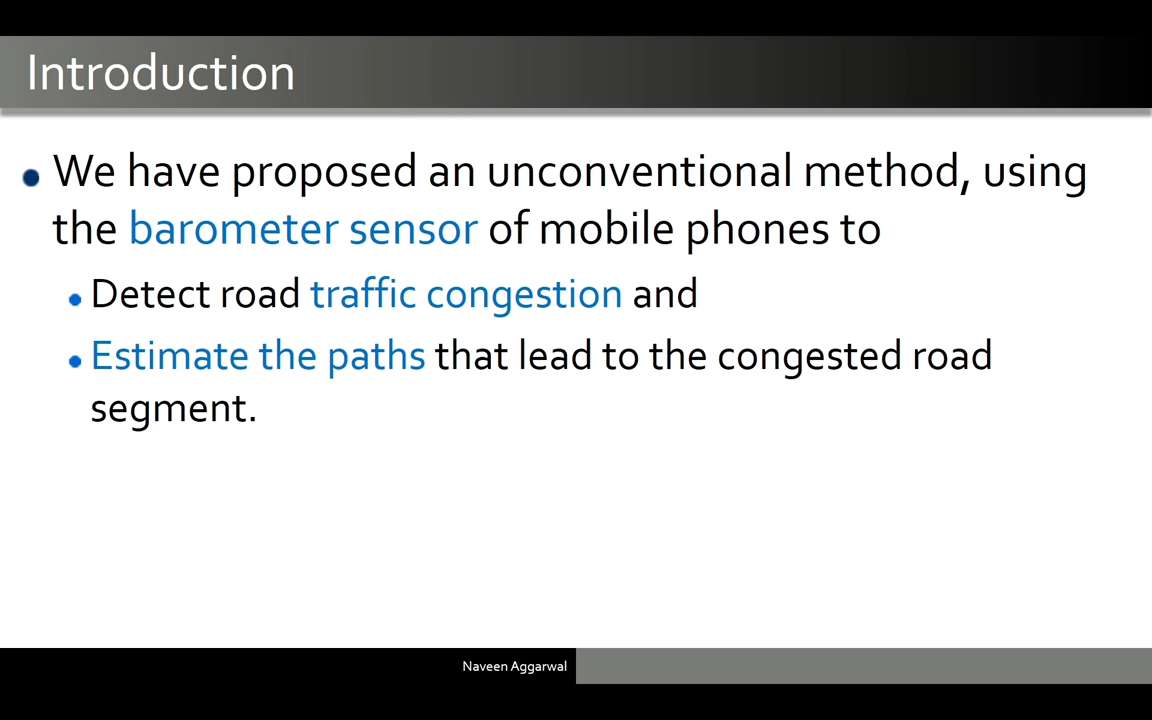 Introduction
We have proposed an unconventional method, using
the barometer sensor of mobile phones to
Detect road traffic congestion and
Estimate the paths that lead to the congested road
segment.
Naveen Aggarwal